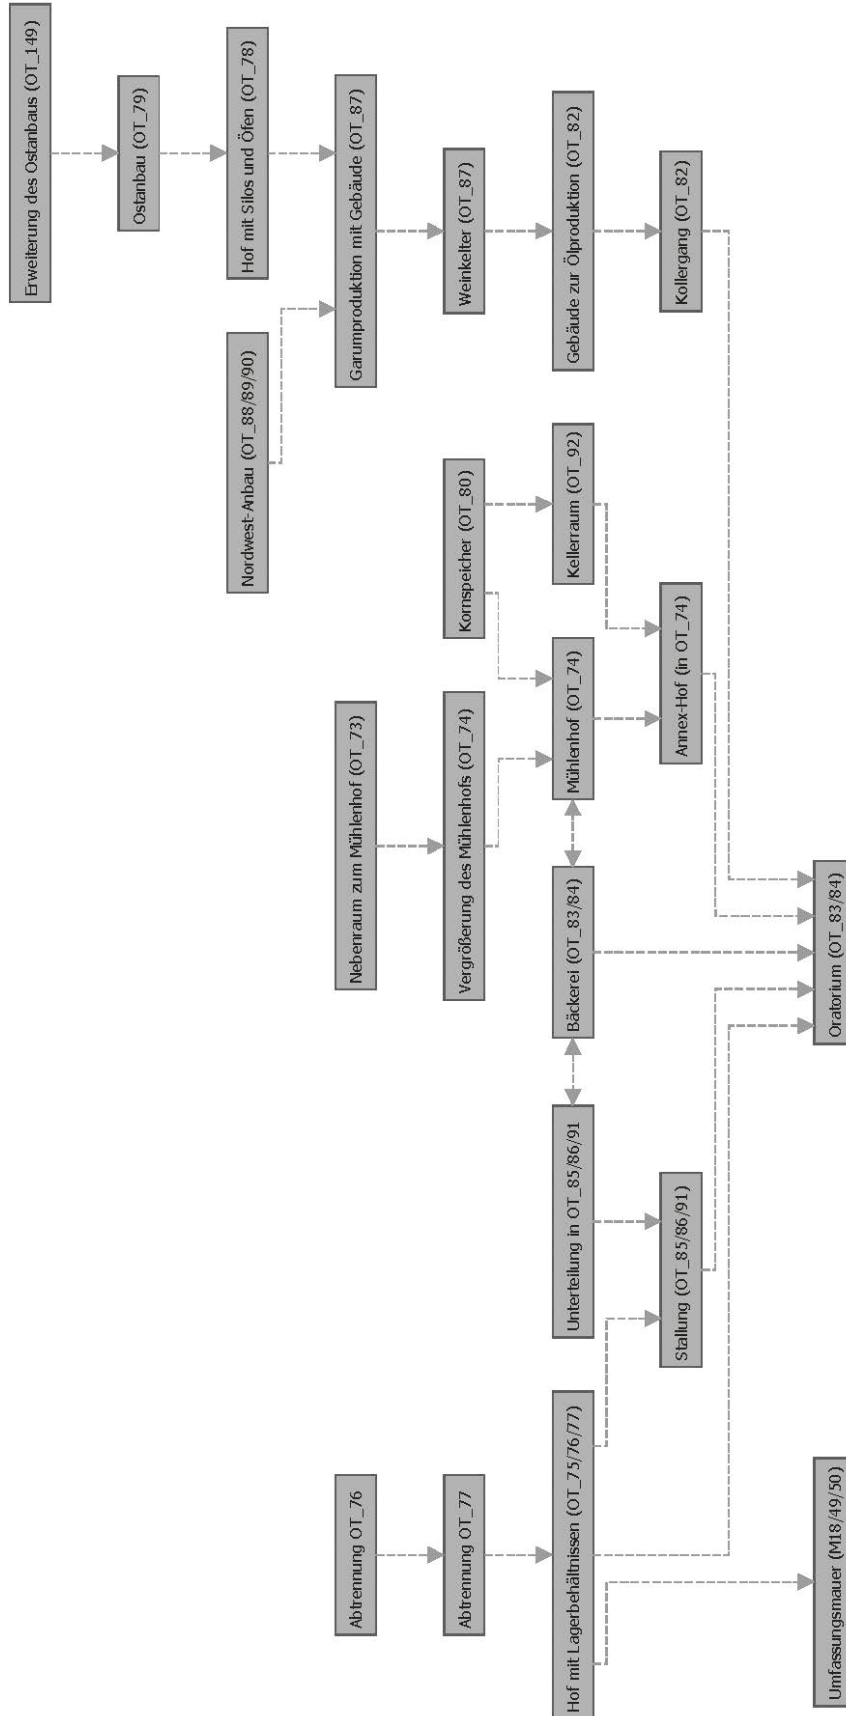 Erweiterung des Ostanbaus (OT_149)
Ostanbau (OT_79)
Nordwest-Anbau (OT_88/89/90)
Hof mit Silos und Öfen (OT_78)
Abtrennung OT_76
Nebenraum zum Mühlenhof (OT_73)
Garumproduktion mit Gebäude (OT_87)
Abtrennung OT_77
Vergrößerung des Mühlenhofs (OT_74)
Kornspeicher (OT_80)
Weinkelter (OT_87)
Hof mit Lagerbehältnissen (OT_75/76/77)
Unterteilung in OT_85/86/91
Bäckerei (OT_83/84)
Mühlenhof (OT_74)
Kellerraum (OT_92)
Gebäude zur Ölproduktion (OT_82)
Stallung (OT_85/86/91)
Annex-Hof (in OT_74)
Kollergang (OT_82)
Umfassungsmauer (M18/49/50)
Oratorium (OT_83/84)